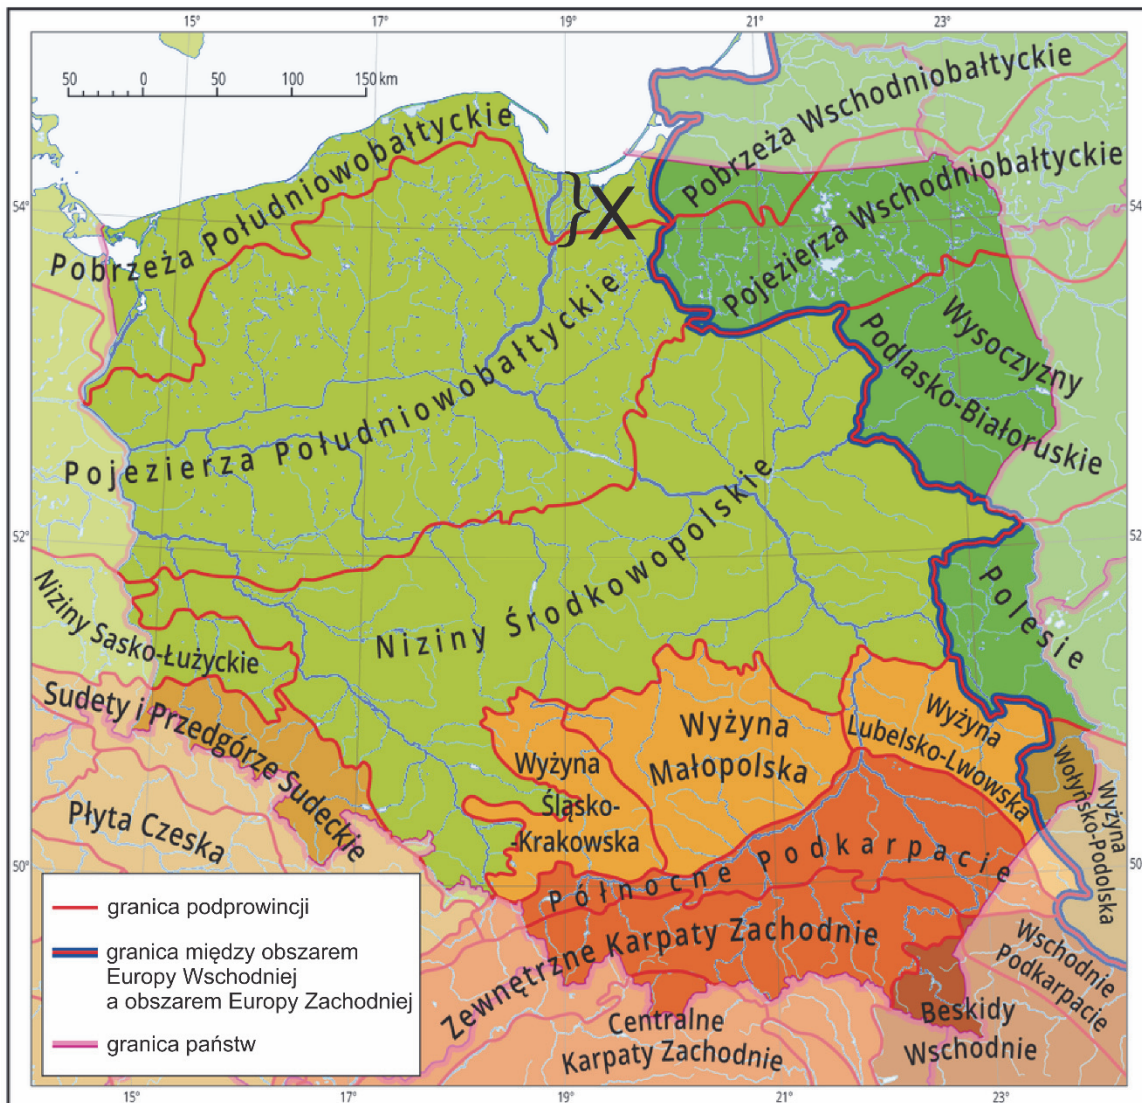 15°
17°
19°
21°
23°
50 0 50 100 150 km
Pobrzeża Południowobałtyckie
Pobrzeża Wschodniobałtyckie
Pojezierza Wschodniobałtyckie
}X
54°
54°
Pojezierza Południowobałtyckie
Wysoczyzny
Podlasko-Białoruskie
52°
52°
Niziny Środkowopolskie
Polesie
Niziny Sasko-Łużyckie
Sudety i Przedgórze Sudeckie
Płyta Czeska
Wyżyna
Śląsko-
-Krakowska
Wyżyna
Małopolska
Wyżyna
Lubelsko-Lwowska
Wyżyna
Wołyńsko-Podolska
50°
50°
Północne Podkarpacie
Zewnętrzne Karpaty Zachodnie
Wschodnie
Podkarpacie
Centralne
Karpaty Zachodnie
Beskidy
Wschodnie
granica podprowincji
granica między obszarem
Europy Wschodniej
a obszarem Europy Zachodniej
granica państw
15°
17°
19°
21°
23°